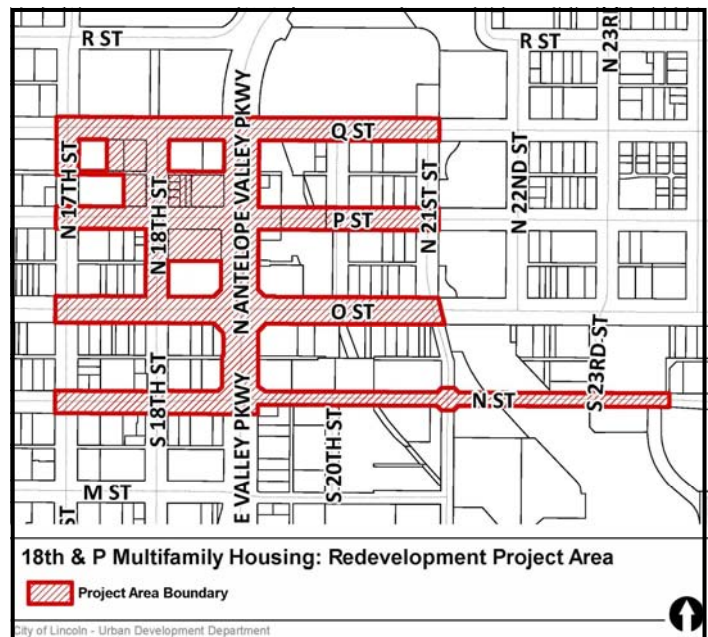 R ST
R ST
N 23RD
N ANTELOPE VALLEY PKWY
Q ST
N 17TH ST
N 18TH ST
P ST
N 21ST ST
N 22ND ST
O ST
S 18TH ST
E VALLEY PKWY
S 20TH ST
N ST
S 23RD ST
M ST
ST
18th & P Multifamily Housing: Redevelopment Project Area
Project Area Boundary
City of Lincoln - Urban Development Department